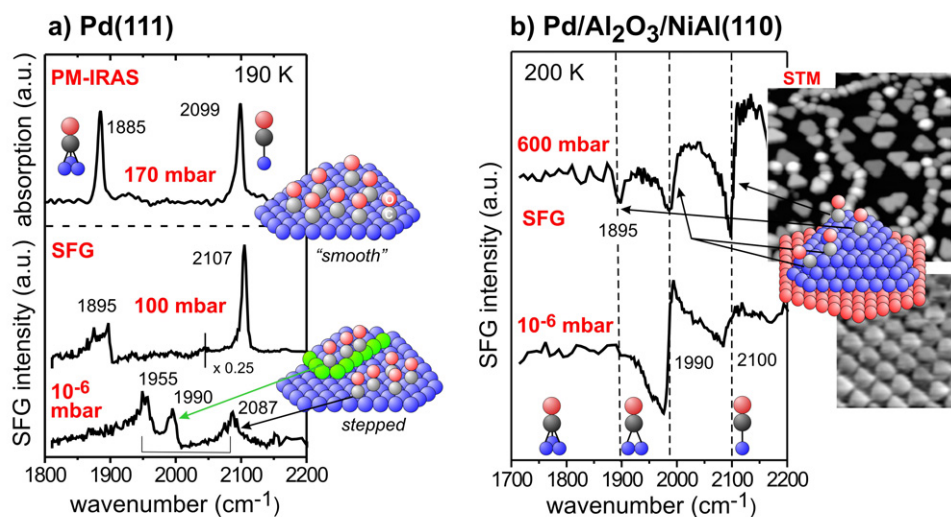 a) Pd(111)
PM-IRAS
190 K
1885
2099
170 mbar
absorption (a.u.)
O
C
"smooth"
SFG
2107
1895
100 mbar
x 0.25
SFG intensity (a.u.)
10-6
mbar
1955
1990
2087
stepped
1800 1900 2000 2100 2200
wavenumber (cm-1)
b) Pd/Al2O3/NiAl(110)
200 K
STM
600 mbar
SFG
1895
SFG intensity (a.u.)
10-6 mbar
1990
2100
1700 1800 1900 2000 2100 2200
wavenumber (cm-1)